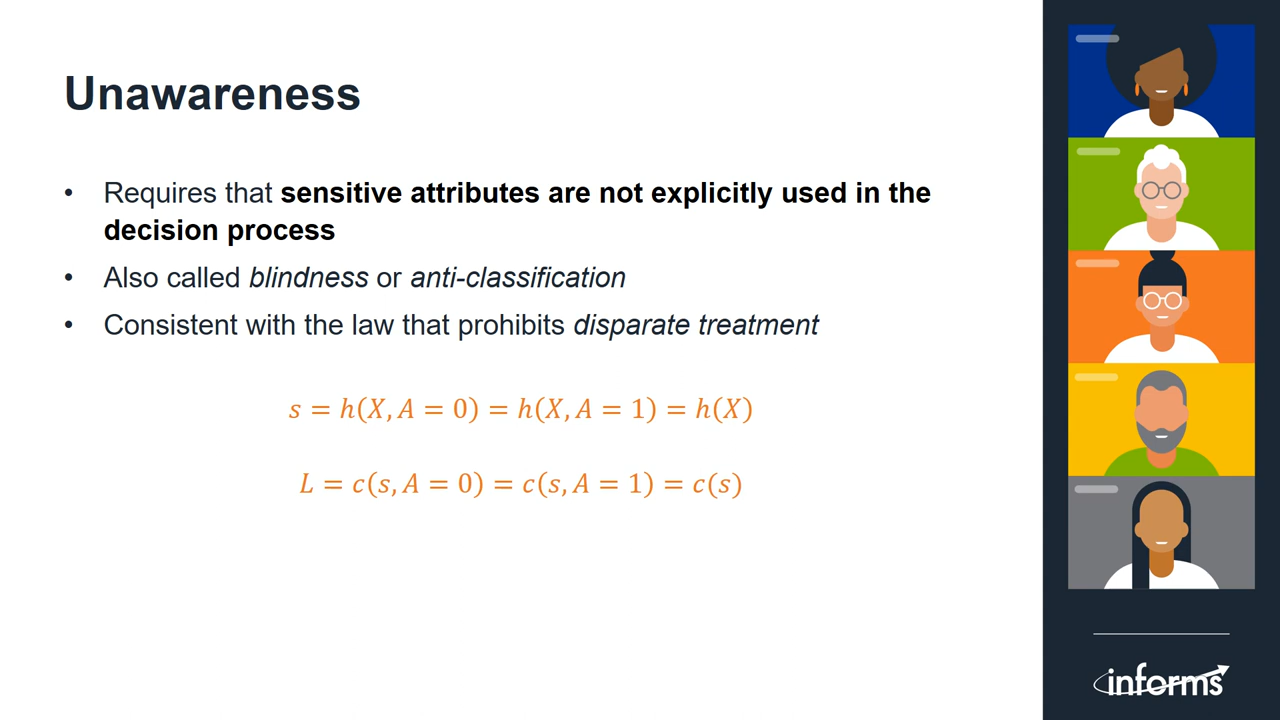 Unawareness
• Requires that sensitive attributes are not explicitly used in the
decision process
• Also called blindness or anti-classification
• Consistent with the law that prohibits disparate treatment
s = h(X, A = 0) = h(X, A = 1) = h(X)
L = c(s, A = 0) = c(s, A = 1) = c(s)
informs